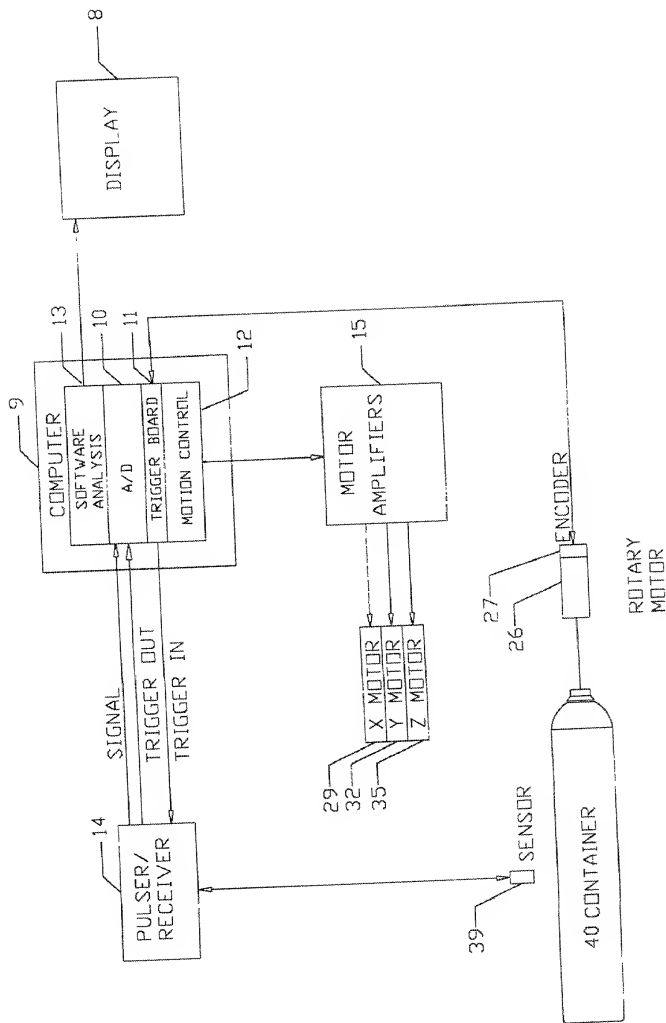 8
DISPLAY
9
COMPUTER
13
10
11
12
SOFTWARE
ANALYSIS
A/D
TRIGGER BOARD
MOTION CONTROL
15
MOTOR
AMPLIFIERS
SIGNAL
TRIGGER OUT
TRIGGER IN
14
PULSER/
RECEIVER
29
32
35
X MOTOR
Y MOTOR
Z MOTOR
27
26
ENCODER
ROTARY
MOTOR
39
SENSOR
40 CONTAINER